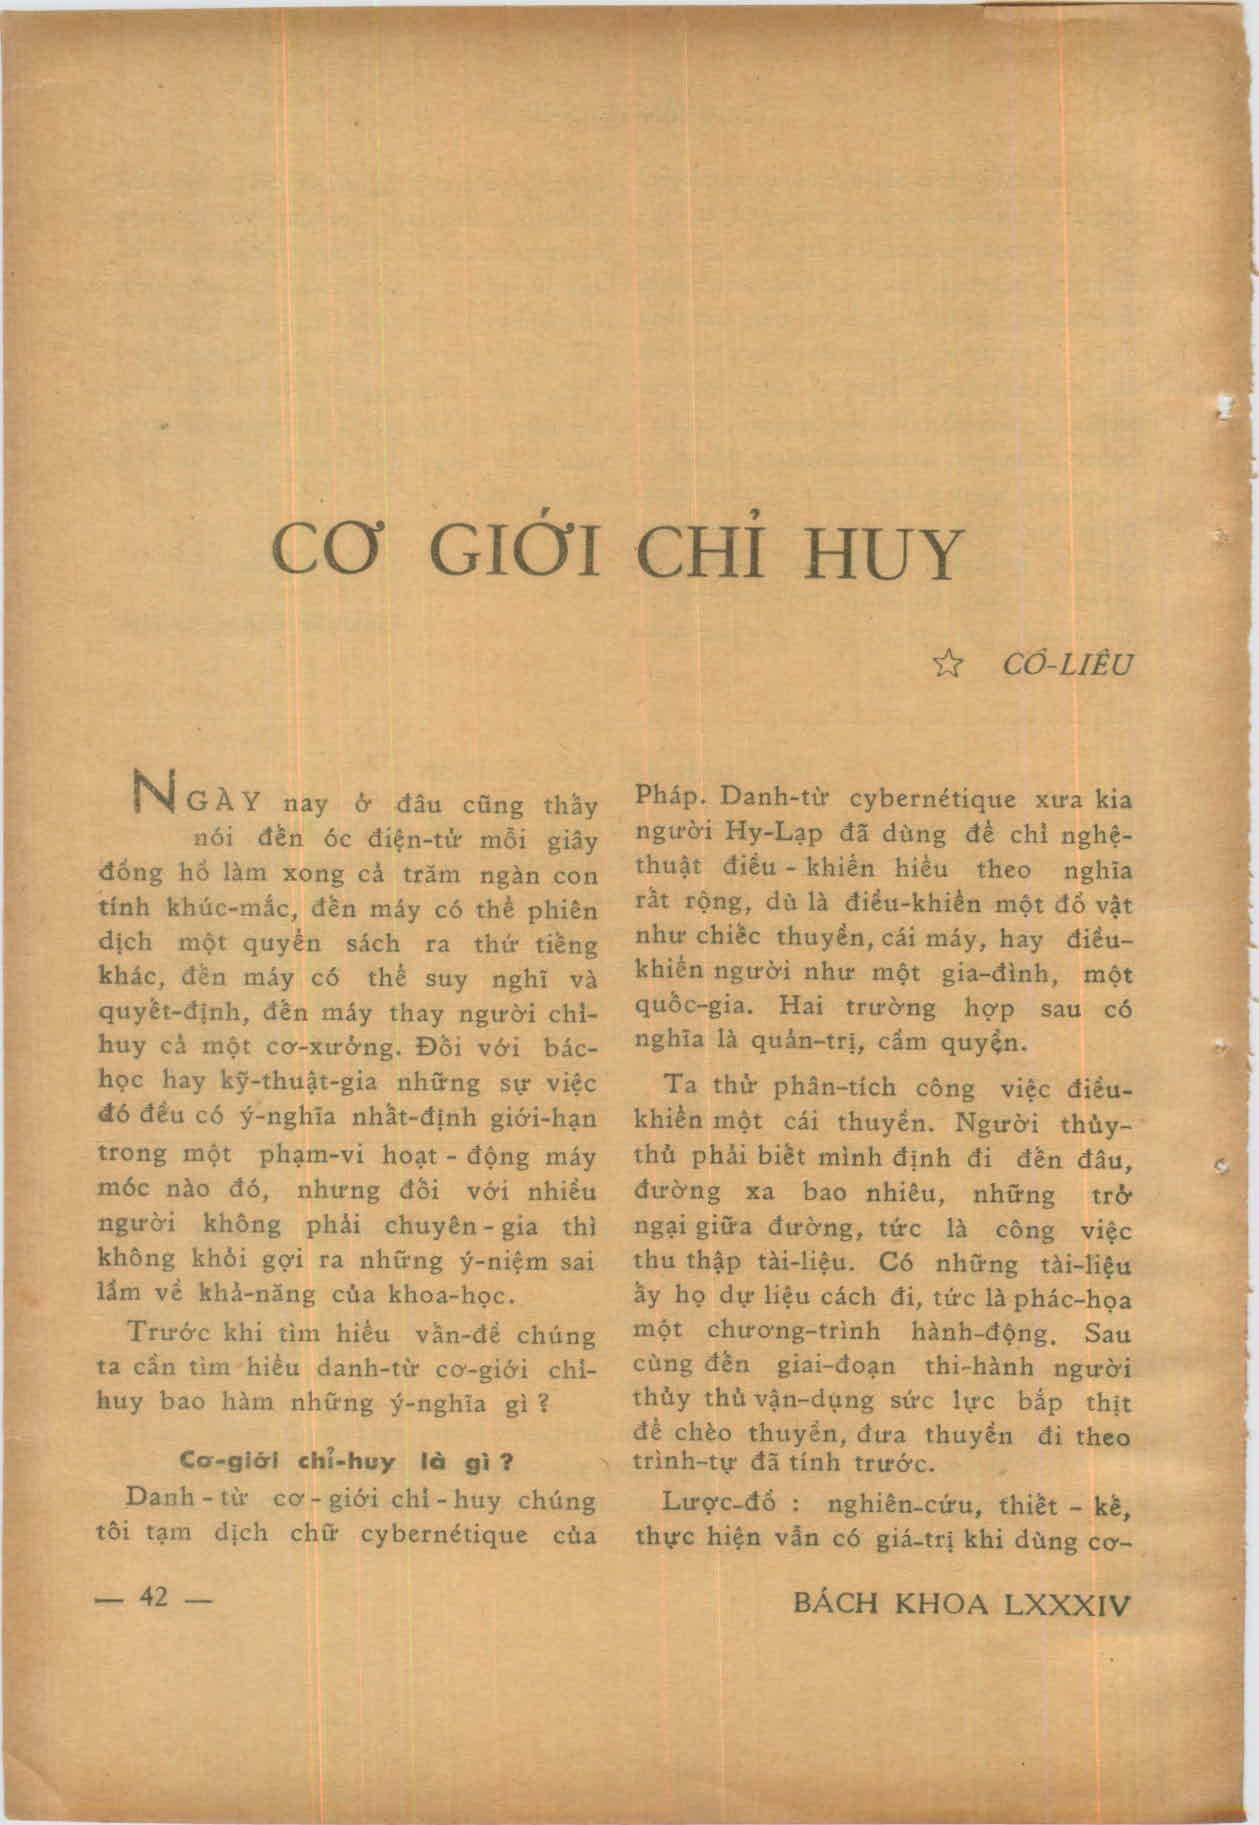 CƠ GIỚI CHỈ HUY
☆ CÔ-LIÊU
NGÀY nay ở đâu cũng thấy
nói đến óc điện-tử mỗi giây
đồng hồ làm xong cả trăm ngàn con
tính khúc-mắc, đến máy có thể phiên
dịch một quyển sách ra thứ tiếng
khác, đến máy có thể suy nghĩ và
quyết-định, đến máy thay người chỉ-
huy cả một cơ-xưởng. Đối với bác-
học hay kỹ-thuật-gia những sự việc
đó đều có ý-nghĩa nhất-định giới-hạn
trong một phạm-vi hoạt - động máy
móc nào đó, nhưng đối với nhiều
người không phải chuyên - gia thì
không khỏi gợi ra những ý-niệm sai
lầm về khả-năng của khoa-học.
Trước khi tìm hiểu vấn-đề chúng
ta cần tìm hiểu danh-từ cơ-giới chỉ-
huy bao hàm những ý-nghĩa gì ?
Cơ-giới chỉ-huy là gì ?
Danh - từ cơ - giới chỉ - huy chúng
tôi tạm dịch chữ cybernétique của
Pháp. Danh-từ cybernétique xưa kia
người Hy-Lạp đã dùng để chỉ nghệ-
thuật điều - khiển hiểu theo nghĩa
rất rộng, dù là điều-khiển một đồ vật
như chiếc thuyền, cái máy, hay điều-
khiển người như một gia-đình, một
quốc-gia. Hai trường hợp sau có
nghĩa là quản-trị, cầm quyền.
Ta thử phân-tích công việc điều-
khiển một cái thuyền. Người thủy-
thủ phải biết mình định đi đến đâu,
đường xa bao nhiêu, những trở
ngại giữa đường, tức là công việc
thu thập tài-liệu. Có những tài-liệu
ấy họ dự liệu cách đi, tức là phác-họa
một chương-trình hành-động. Sau
cùng đến giai-đoạn thi-hành người
thủy thủ vận-dụng sức lực bắp thịt
để chèo thuyền, đưa thuyền đi theo
trình-tự đã tính trước.
Lược-đồ : nghiên-cứu, thiết - kế,
thực hiện vẫn có giá-trị khi dùng cơ-
— 42 —
BÁCH KHOA LXXXIV